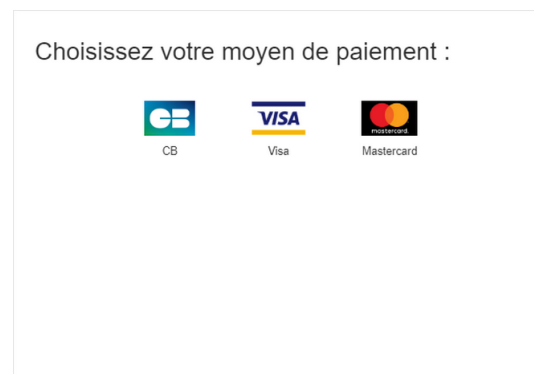 Choisissez votre moyen de paiement :
CB VISA mastercard.
CB Visa Mastercard